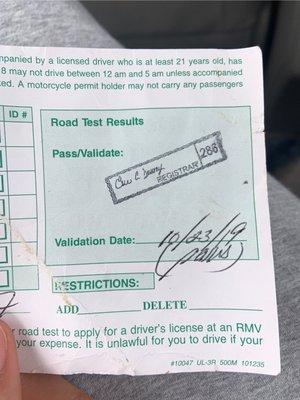 mpanied by a licensed driver who is at least 21 years old, has
8 may not drive between 12 am and 5 am unless accompanied
ked. A motorcycle permit holder may not carry any passengers
ID #
Road Test Results
Pass/Validate:
REGISTRAR
286
Validation Date: 10/23/19
RESTRICTIONS:
ADD DELETE
road test to apply for a driver's license at an RMV
your expense. It is unlawful for you to drive if your
#10047 UL-3R 500M 101235